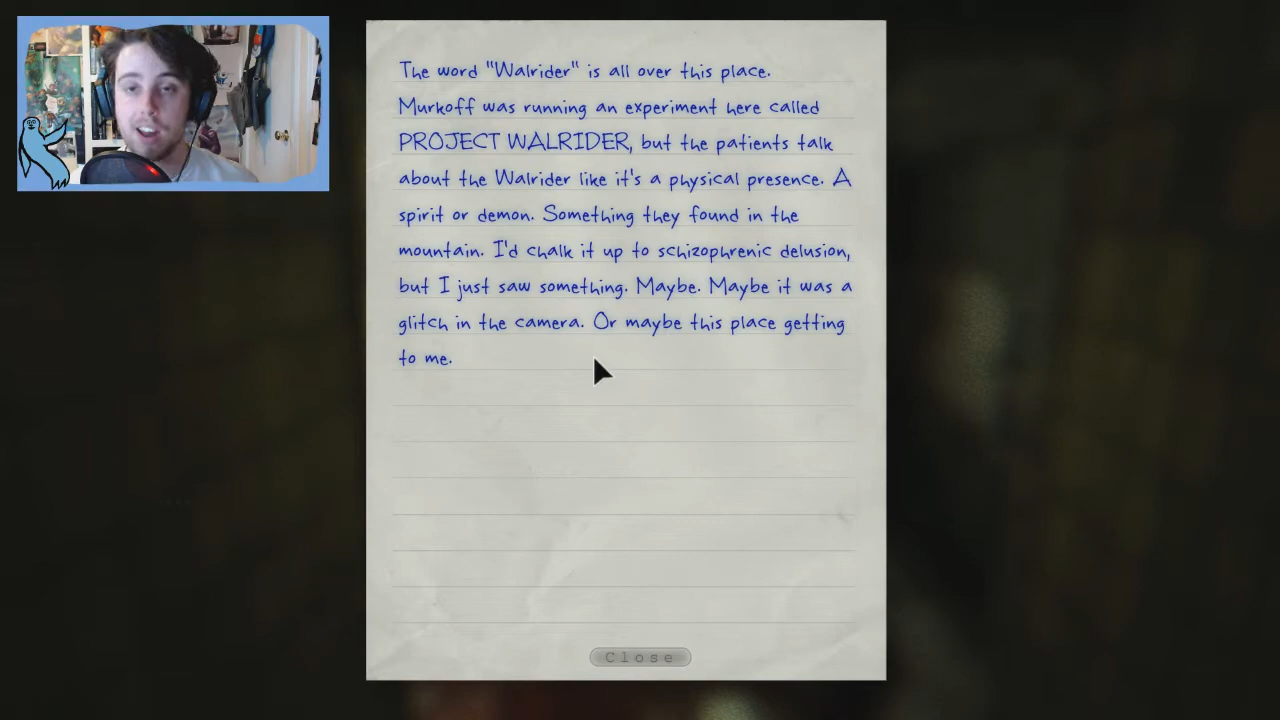 The word "Walrider" is all over this place.
Murkoff was running an experiment here called
PROJECT WALRIDER, but the patients talk
about the Walrider like it's a physical presence. A
spirit or demon. Something they found in the
mountain. I'd chalk it up to schizophrenic delusion,
but I just saw something. Maybe. Maybe it was a
glitch in the camera. Or maybe this place getting
to me.
Close